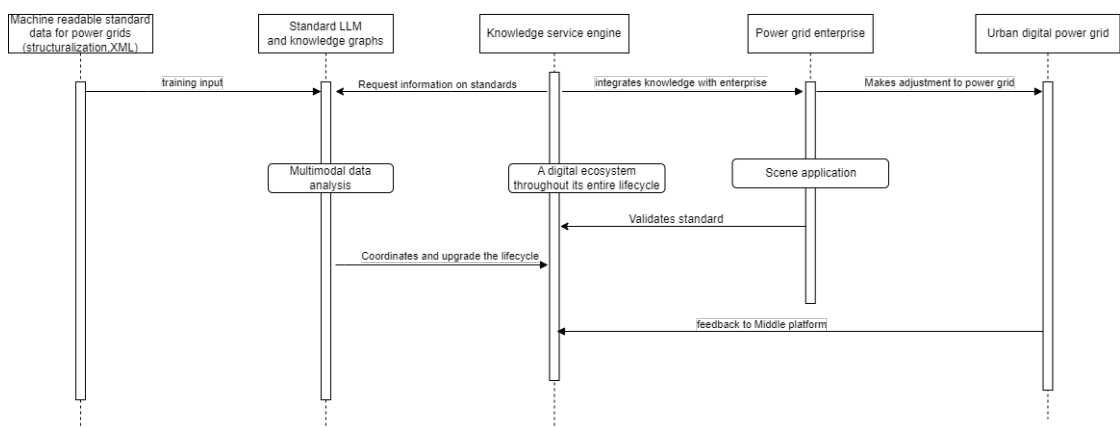 Machine readable standard
data for power grids
(structuralization,XML)
Standard LLM
and knowledge graphs
Knowledge service engine
Power grid enterprise
Urban digital power grid
training input
Request information on standards
integrates knowledge with enterprise
Makes adjustment to power grid
Multimodal data
analysis
A digital ecosystem
throughout its entire lifecycle
Scene application
Validates standard
Coordinates and upgrade the lifecycle
feedback to Middle platform